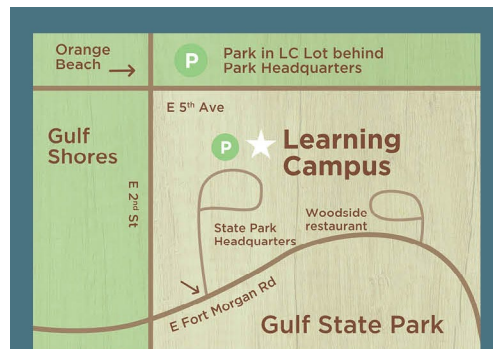 Orange
Beach
P
Park in LC Lot behind
Park Headquarters
E 5th Ave
Gulf
Shores
P
Learning
Campus
E 2nd St
State Park
Headquarters
Woodside
restaurant
E Fort Morgan Rd
Gulf State Park